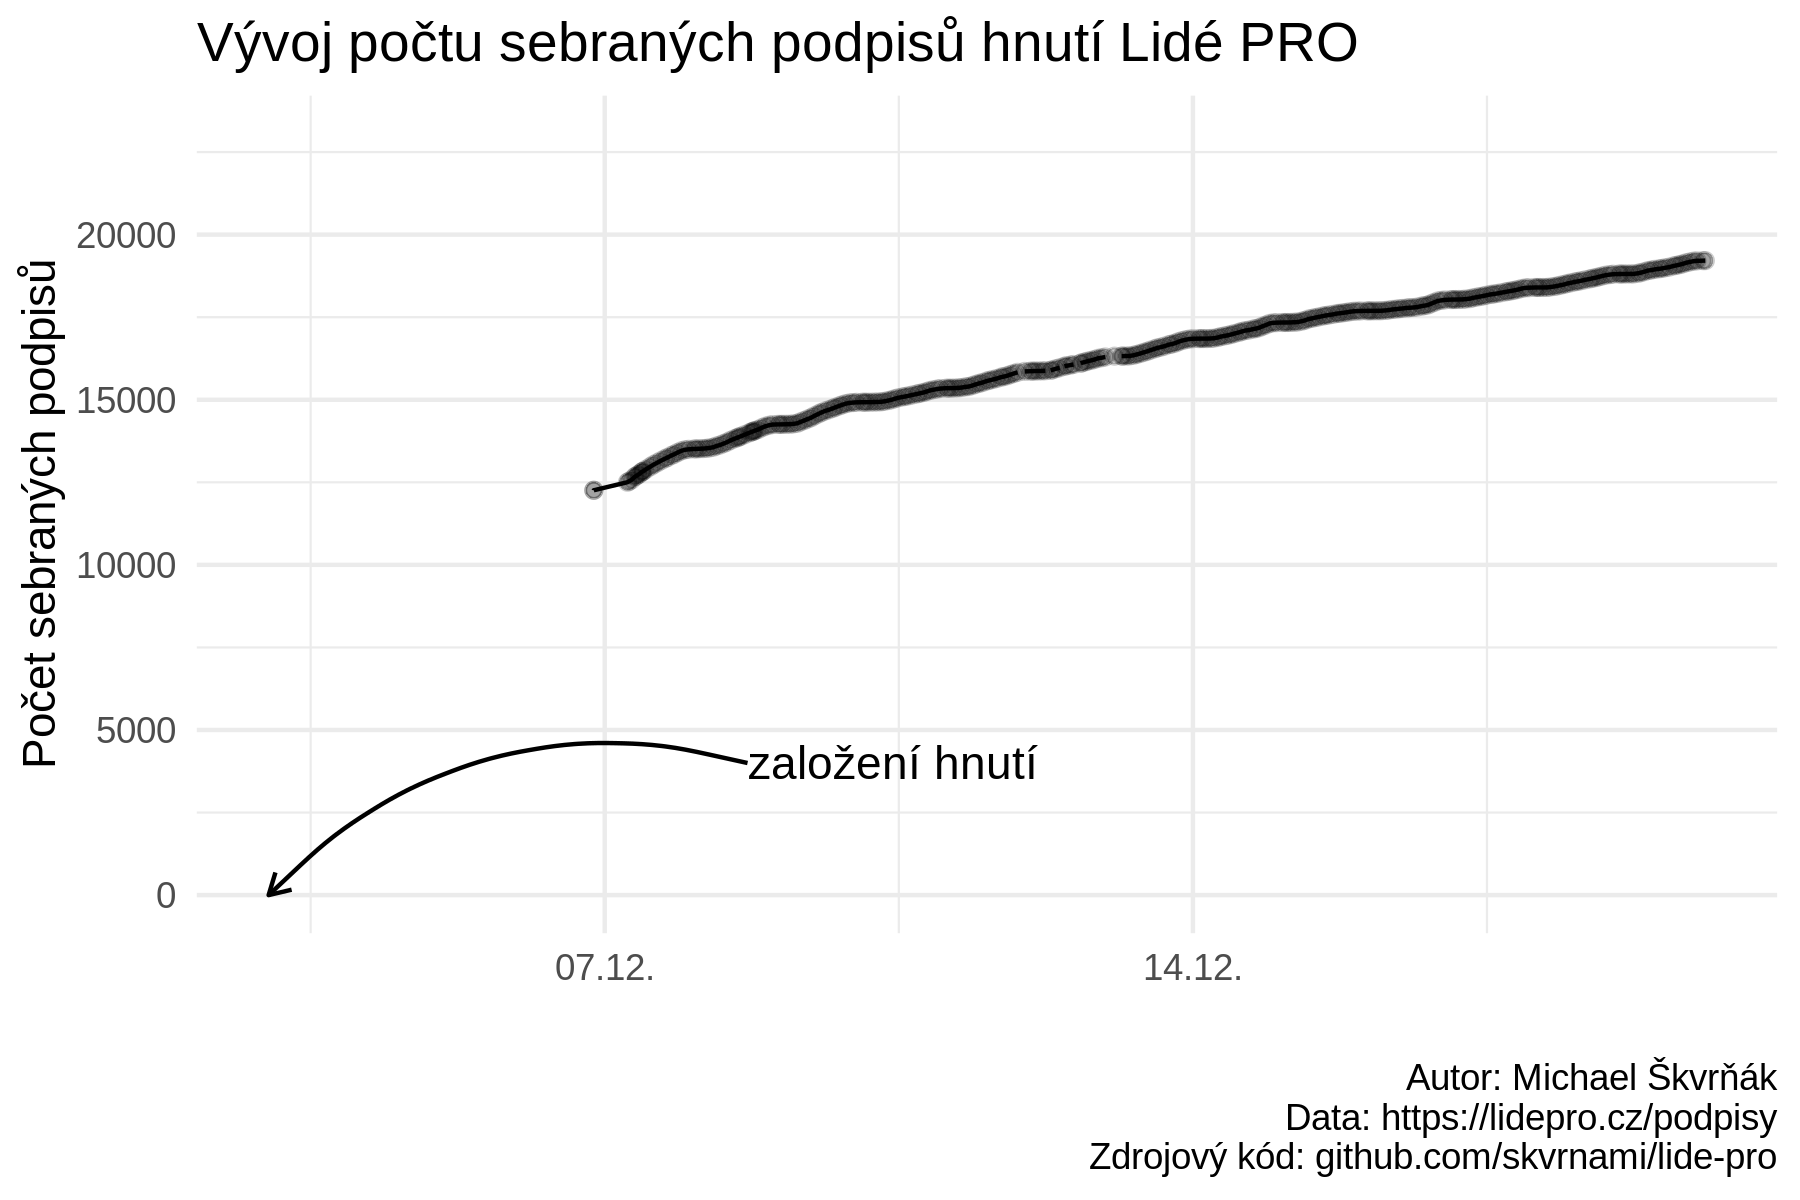 Vývoj počtu sebraných podpisů hnutí Lidé PRO
Počet sebraných podpisů
20000
15000
10000
5000
0
založení hnutí
07.12.
14.12.
Autor: Michael Škvrňák
Data: https://lidepro.cz/podpisy
Zdrojový kód: github.com/skvrnami/lide-pro